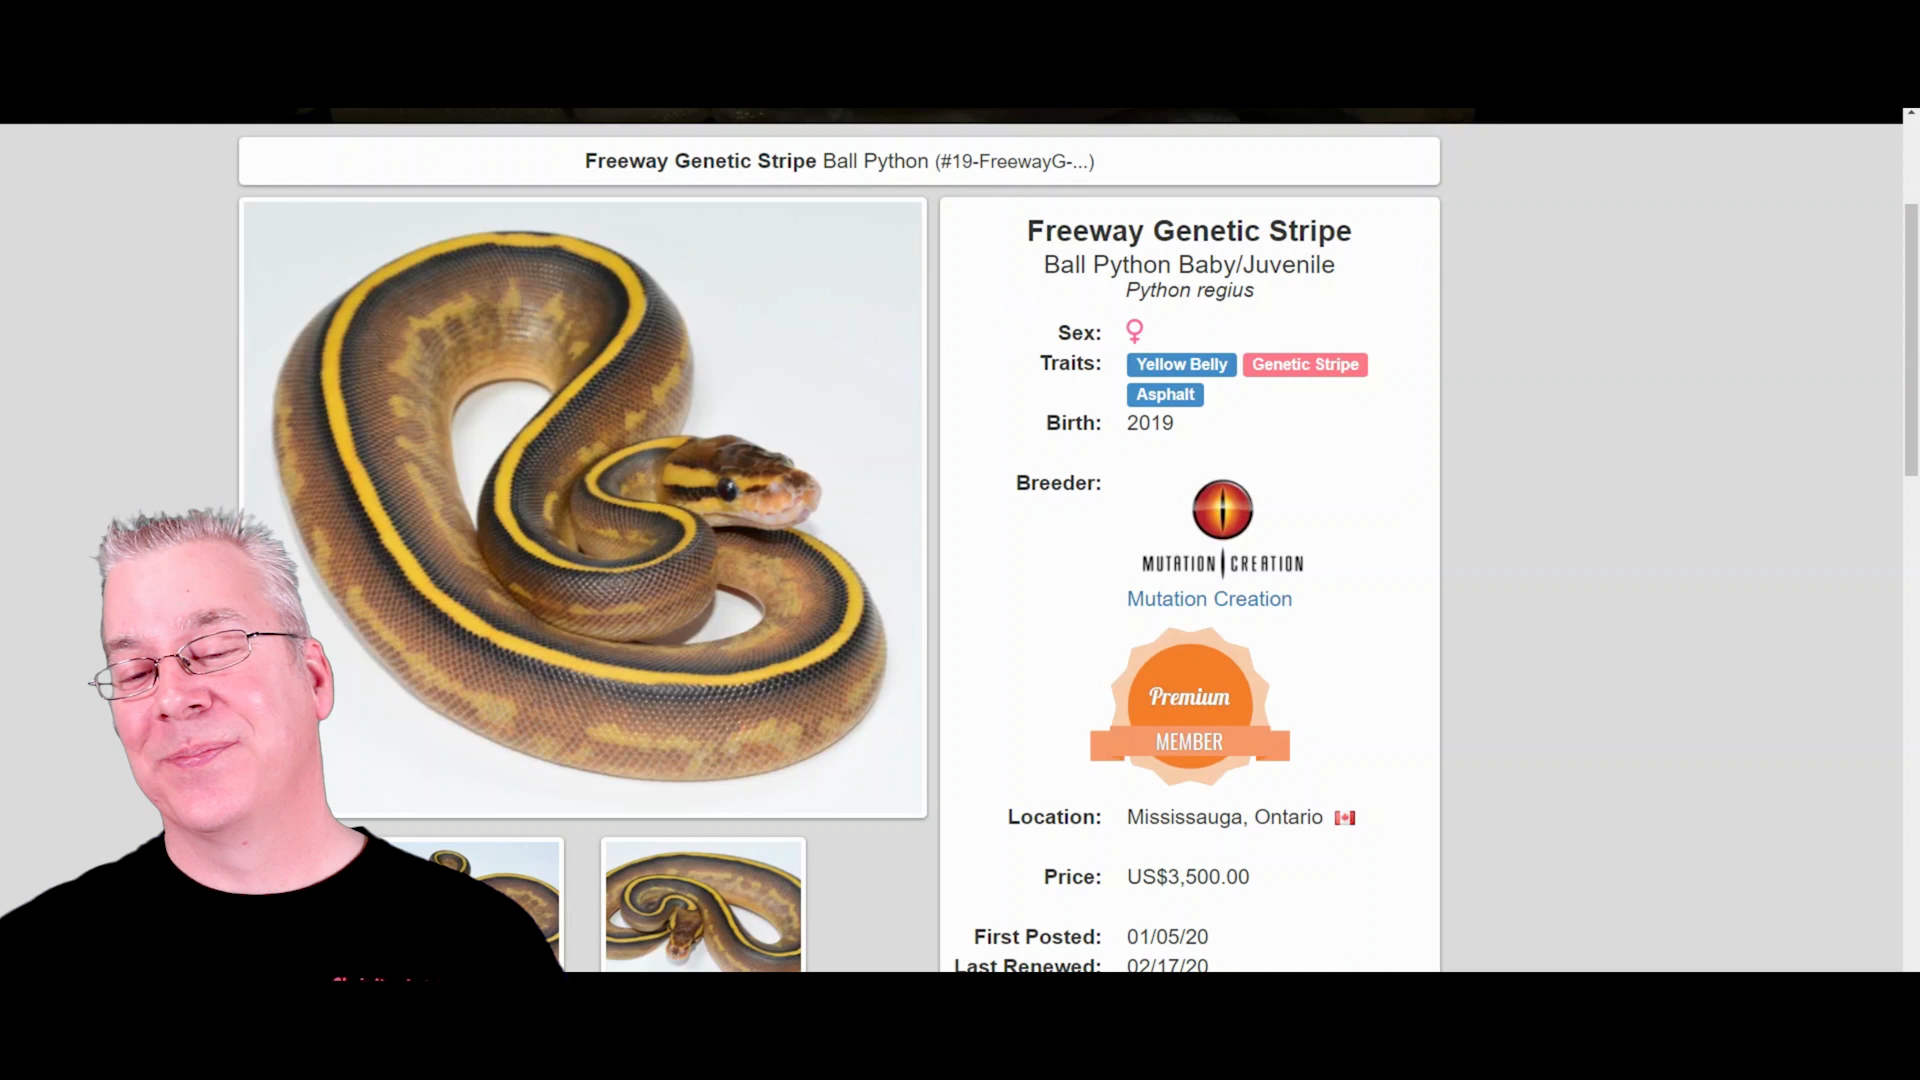 Freeway Genetic Stripe Ball Python (#19-FreewayG-...)
Freeway Genetic Stripe
Ball Python Baby/Juvenile
Python regius
Sex: ♀
Traits: Yellow Belly Genetic Stripe
Asphalt
Birth: 2019
Breeder:
MUTATION CREATION
Mutation Creation
Premium
MEMBER
Location: Mississauga, Ontario
Price: US$3,500.00
First Posted: 01/05/20
Last Renewed: 02/17/20